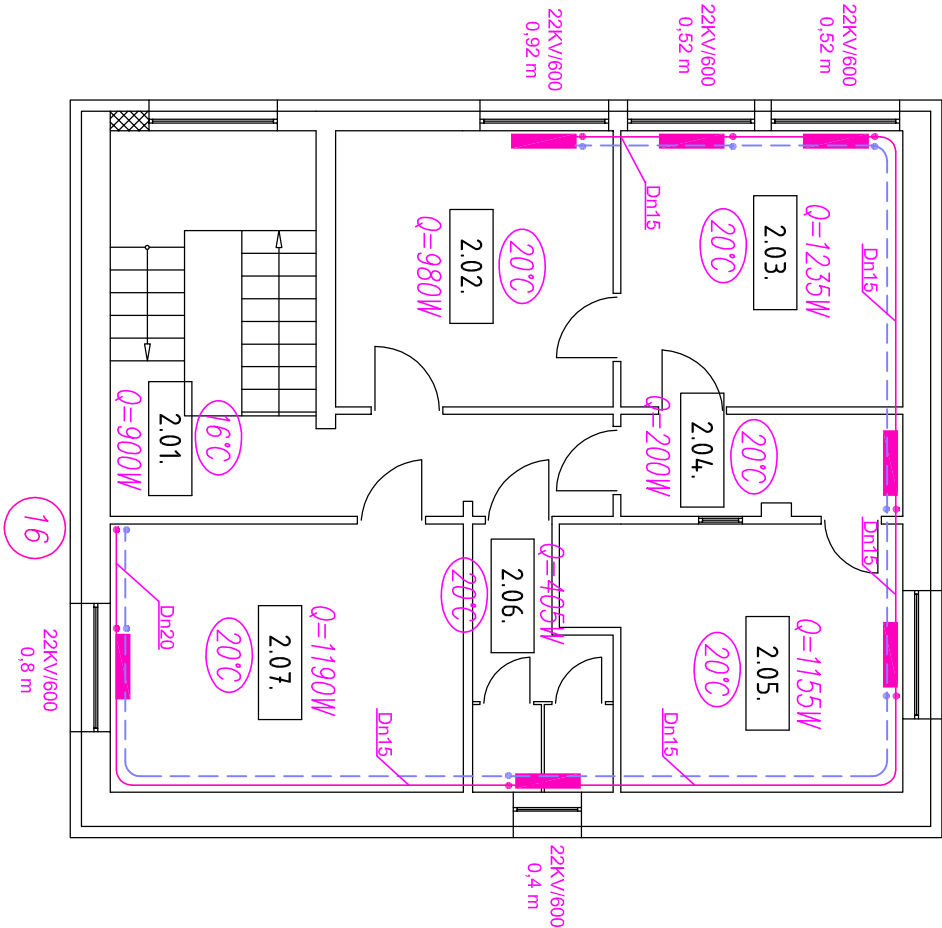 22KV/600
0,92 m
22KV/600
0,52 m
22KV/600
0,52 m
Dn15
Dn15
20°C
2.02.
Q=980W
Q=1235W
2.03.
20°C
16°C
2.01.
Q=900W
20°C
2.04.
Q=200W
16
Dn20
Q=1190W
2.07.
20°C
Dn15
Q=405W
2.06.
20°C
Dn15
Q=1155W
2.05.
20°C
Dn15
22KV/600
0,8 m
22KV/600
0,4 m